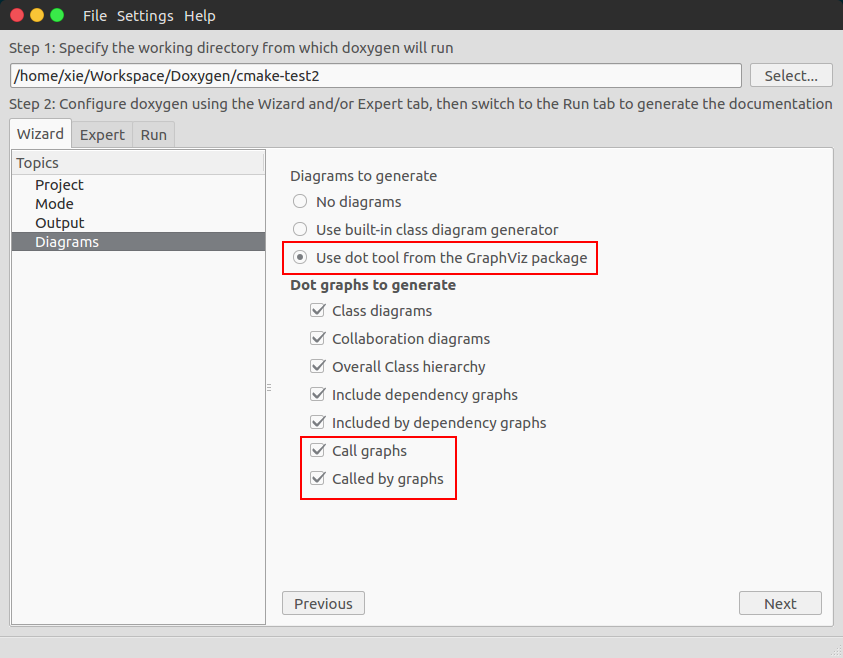 File Settings Help
Step 1: Specify the working directory from which doxygen will run
/home/xie/Workspace/Doxygen/cmake-test2 Select...
Step 2: Configure doxygen using the Wizard and/or Expert tab, then switch to the Run tab to generate the documentation
Wizard Expert Run
Topics
Project
Mode
Output
Diagrams
Diagrams to generate
No diagrams
Use built-in class diagram generator
Use dot tool from the GraphViz package
Dot graphs to generate
Class diagrams
Collaboration diagrams
Overall Class hierarchy
Include dependency graphs
Included by dependency graphs
Call graphs
Called by graphs
Previous Next